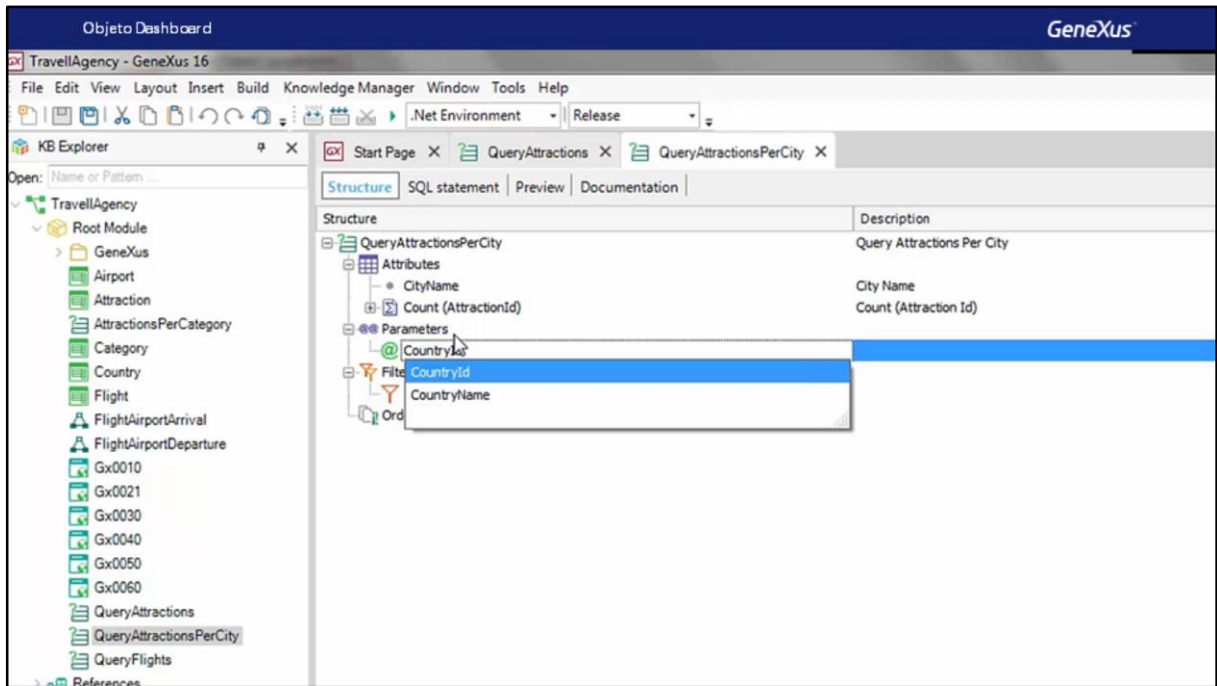 Objeto Dashboard
GeneXus
TravellAgency - GeneXus 16
File Edit View Layout Insert Build Knowledge Manager Window Tools Help
.Net Environment
Release
KB Explorer
Start Page
QueryAttractions
QueryAttractionsPerCity
Open: Name or Pattern ...
Structure
SQL statement
Preview
Documentation
TravellAgency
Root Module
GeneXus
Airport
Attraction
AttractionsPerCategory
Category
Country
Flight
FlightAirportArrival
FlightAirportDeparture
Gx0010
Gx0021
Gx0030
Gx0040
Gx0050
Gx0060
QueryAttractions
QueryAttractionsPerCity
QueryFlights
References
Structure
Description
QueryAttractionsPerCity
Query Attractions Per City
Attributes
CityName
City Name
Count (AttractionId)
Count (Attraction Id)
Parameters
Filte
CountryId
CountryName
Ord